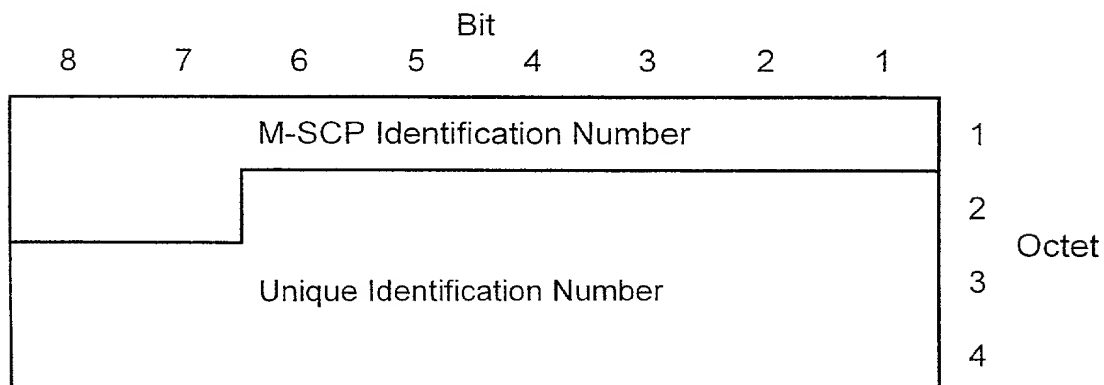 Bit
8 7 6 5 4 3 2 1
M-SCP Identification Number 1
2
Octet
Unique Identification Number 3
4